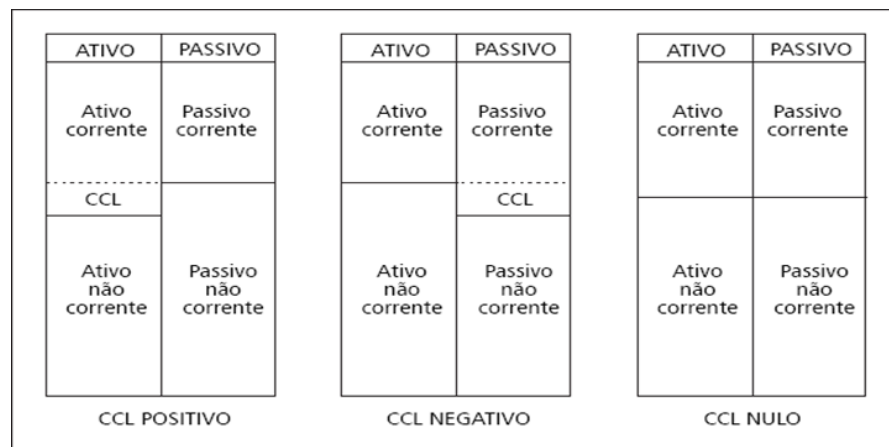 ATIVO PASSIVO
Ativo corrente
Passivo corrente
CCL
Ativo não corrente
Passivo não corrente
CCL POSITIVO
ATIVO PASSIVO
Ativo corrente
Passivo corrente
CCL
Ativo não corrente
Passivo não corrente
CCL NEGATIVO
ATIVO PASSIVO
Ativo corrente
Passivo corrente
Ativo não corrente
Passivo não corrente
CCL NULO